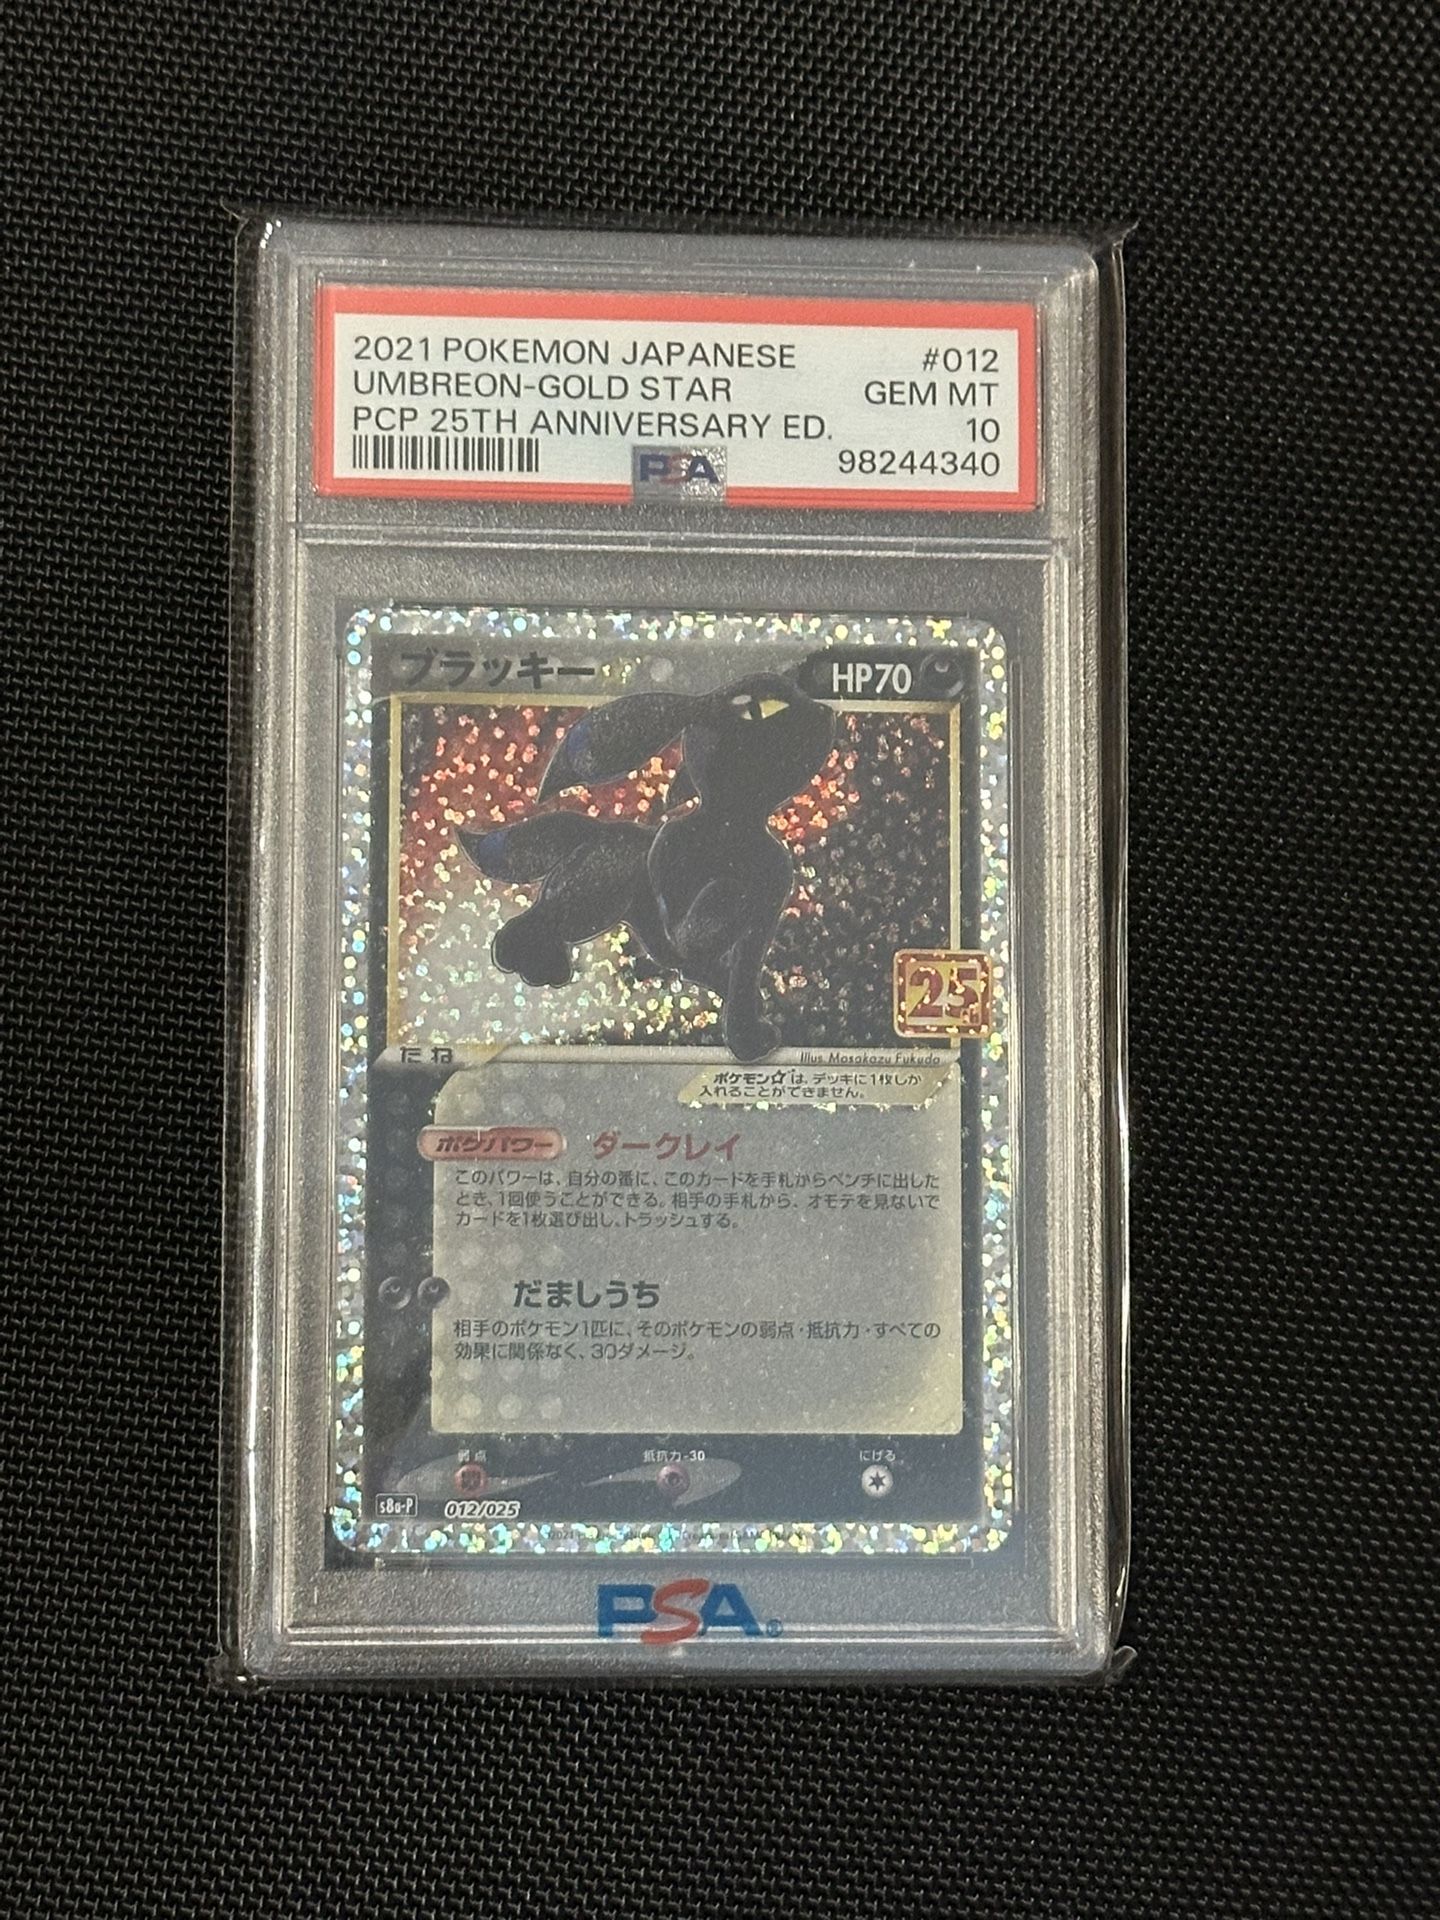 2021 POKEMON JAPANESE #012
UMBREON-GOLD STAR GEM MT
PCP 25TH ANNIVERSARY ED. 10
PSA 98244340
ブラッキー HP70
25
たね Illus. Masakazu Fukuda
ポケモン☆は、デッキに1枚しか
入れることができません。
ポケパワー ダークレイ
このパワーは、自分の番に、このカードを手札からベンチに出した
とき、1回使うことができる。相手の手札から、オモテを見ないで
カードを1枚選び出し、トラッシュする。
だましうち
相手のポケモン1匹に、そのポケモンの弱点・抵抗力・すべての
効果に関係なく、30ダメージ。
弱点 抵抗力 -30 にげる
s8a-P 012/025
PSA®